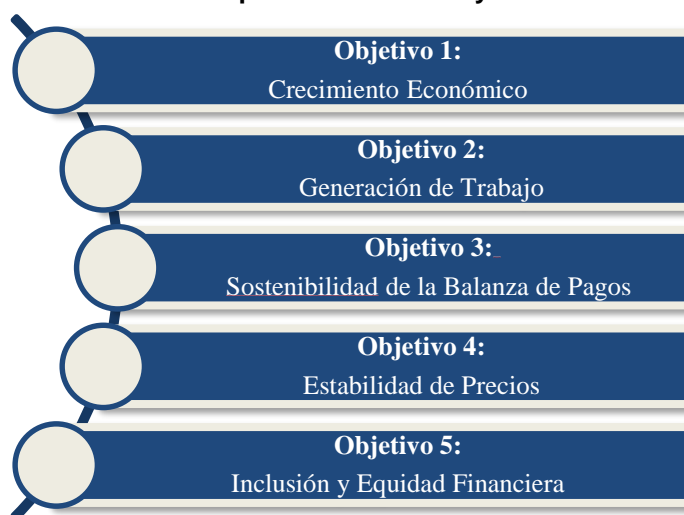 Objetivo 1:
Crecimiento Económico
Objetivo 2:
Generación de Trabajo
Objetivo 3:
Sostenibilidad de la Balanza de Pagos
Objetivo 4:
Estabilidad de Precios
Objetivo 5:
Inclusión y Equidad Financiera